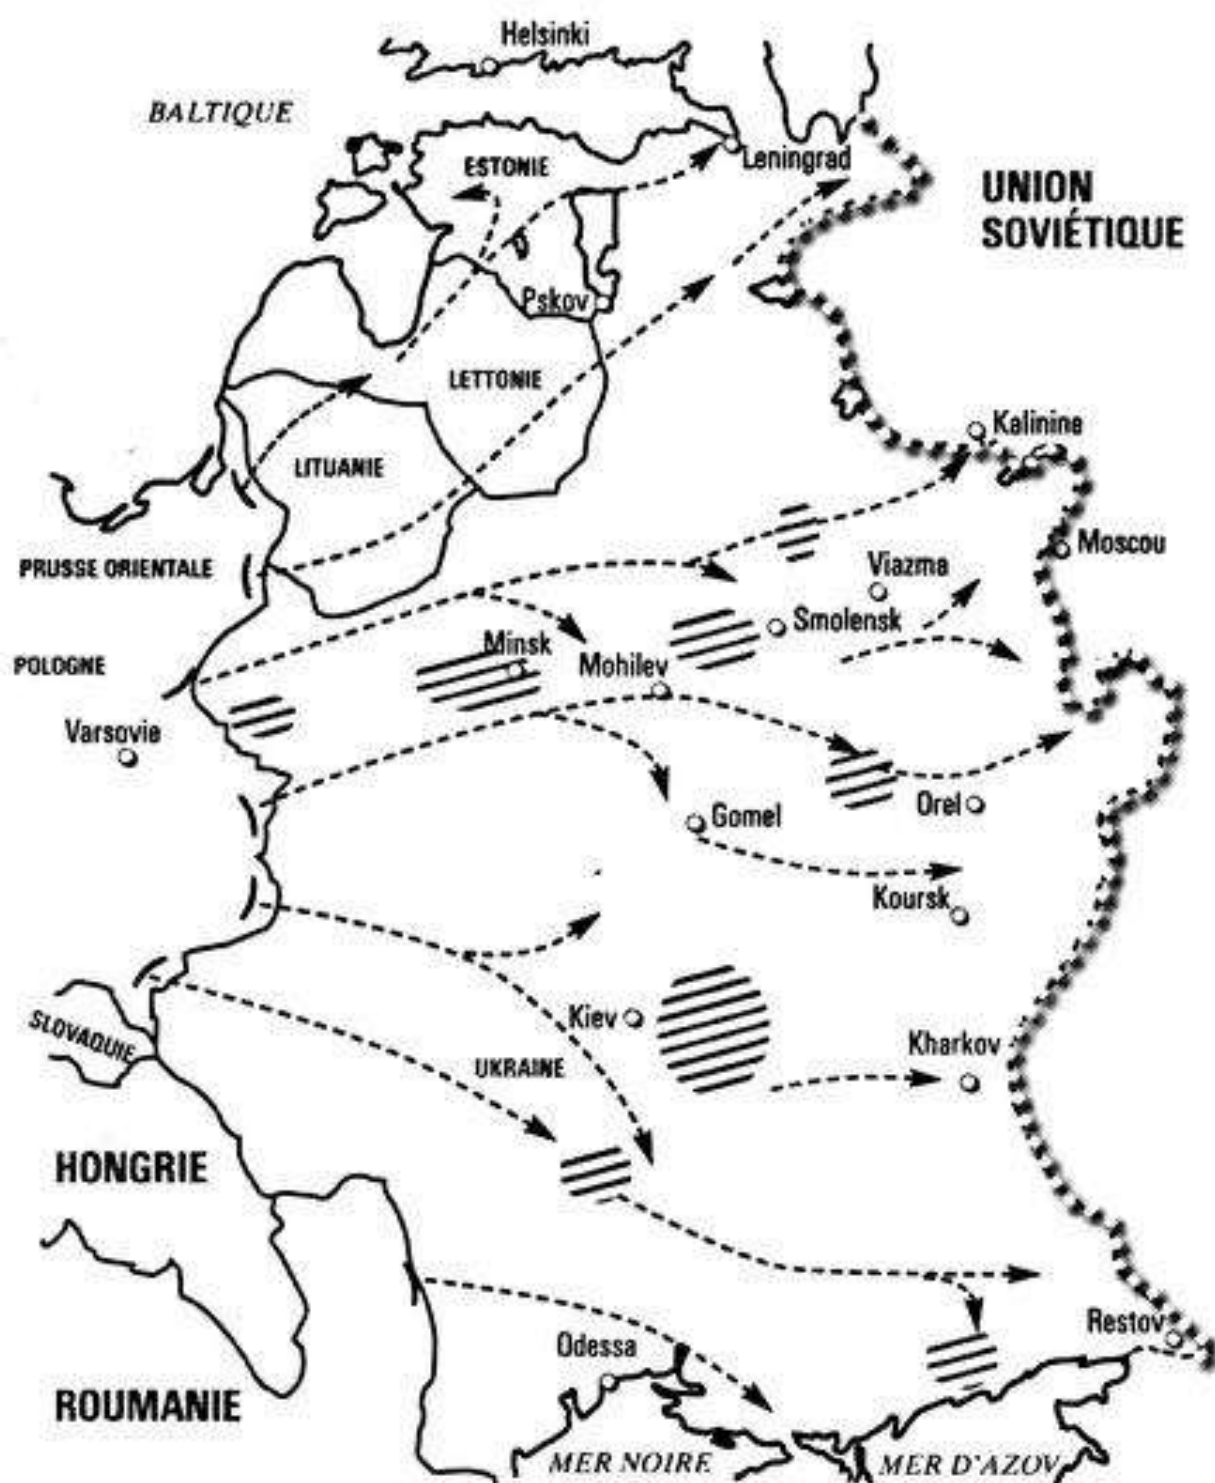 Helsinki
BALTIQUE
ESTONIE
Leningrad
UNION
SOVIÉTIQUE
Pskov
LETTONIE
Kalinine
LITUANIE
Moscou
PRUSSE ORIENTALE
Viazma
Smolensk
POLOGNE
Minsk
Mohilev
Varsovie
Gomel
Orel
Koursk
Kiev
SLOVAQUIE
Kharkov
UKRAINE
HONGRIE
Restov
Odessa
ROUMANIE
MER NOIRE
MER D'AZOV